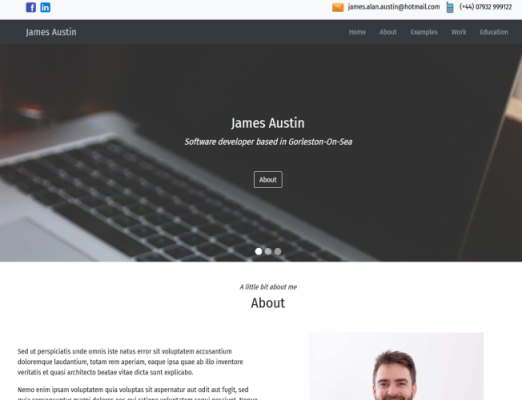 james.alan.austin@hotmail.com (+44) 07932 999122
James Austin
Home About Examples Work Education
James Austin
Software developer based in Gorleston-On-Sea
About
A little bit about me
About
Sed ut perspiciatis unde omnis iste natus error sit voluptatem accusantium
doloremque laudantium, totam rem aperiam, eaque ipsa quae ab illo inventore
veritatis et quasi architecto beatae vitae dicta sunt explicabo.
Nemo enim ipsam voluptatem quia voluptas sit aspernatur aut odit aut fugit, sed